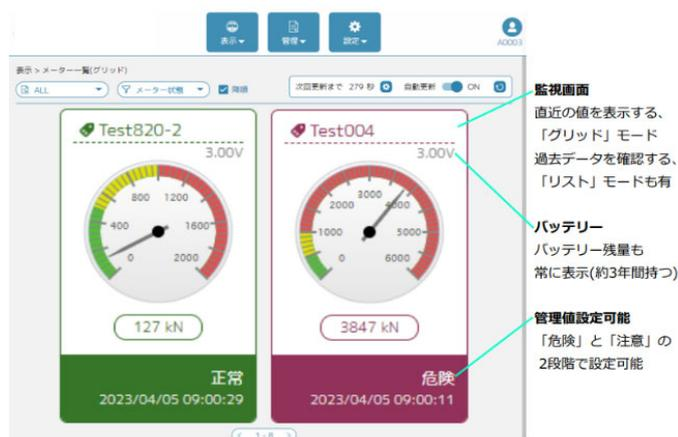 表示▼
管理▼
設定▼
A0003
表示 > メーター一覧(グリッド)
ALL
メーター状態
降順
次回更新まで 279 秒
自動更新
ON
Test820-2
3.00V
0
400
800
1200
1600
2000
127 kN
正常
2023/04/05 09:00:29
Test004
3.00V
0
1000
2000
3000
4000
5000
6000
3847 kN
危険
2023/04/05 09:00:11
1 - 8
監視画面
直近の値を表示する、
「グリッド」モード
過去データを確認する、
「リスト」モードも有
バッテリー
バッテリー残量も
常に表示(約3年間持つ)
管理値設定可能
「危険」と「注意」の
2段階で設定可能